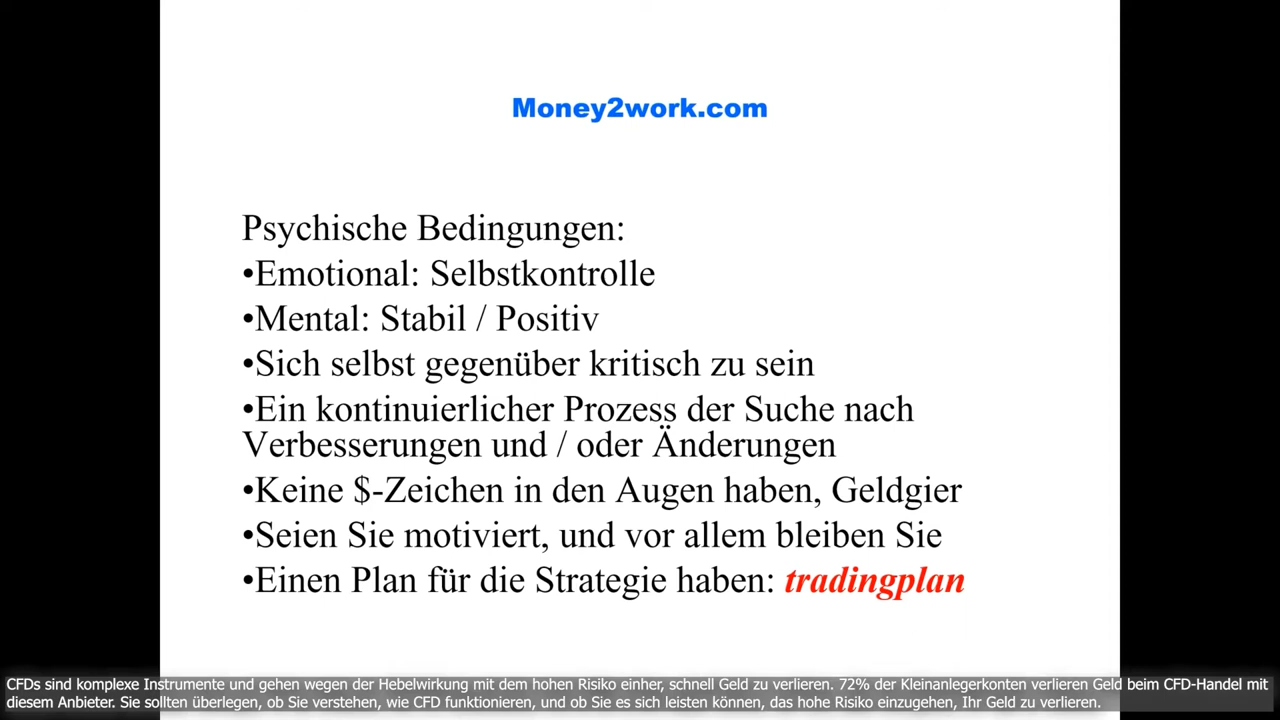 Money2work.com
Psychische Bedingungen:
•Emotional: Selbstkontrolle
•Mental: Stabil / Positiv
•Sich selbst gegenüber kritisch zu sein
•Ein kontinuierlicher Prozess der Suche nach
Verbesserungen und / oder Änderungen
•Keine $-Zeichen in den Augen haben, Geldgier
•Seien Sie motiviert, und vor allem bleiben Sie
•Einen Plan für die Strategie haben: tradingplan
CFDs sind komplexe Instrumente und gehen wegen der Hebelwirkung mit dem hohen Risiko einher, schnell Geld zu verlieren. 72% der Kleinanlegerkonten verlieren Geld beim CFD-Handel mit
diesem Anbieter. Sie sollten überlegen, ob Sie verstehen, wie CFD funktionieren, und ob Sie es sich leisten können, das hohe Risiko einzugehen, Ihr Geld zu verlieren.